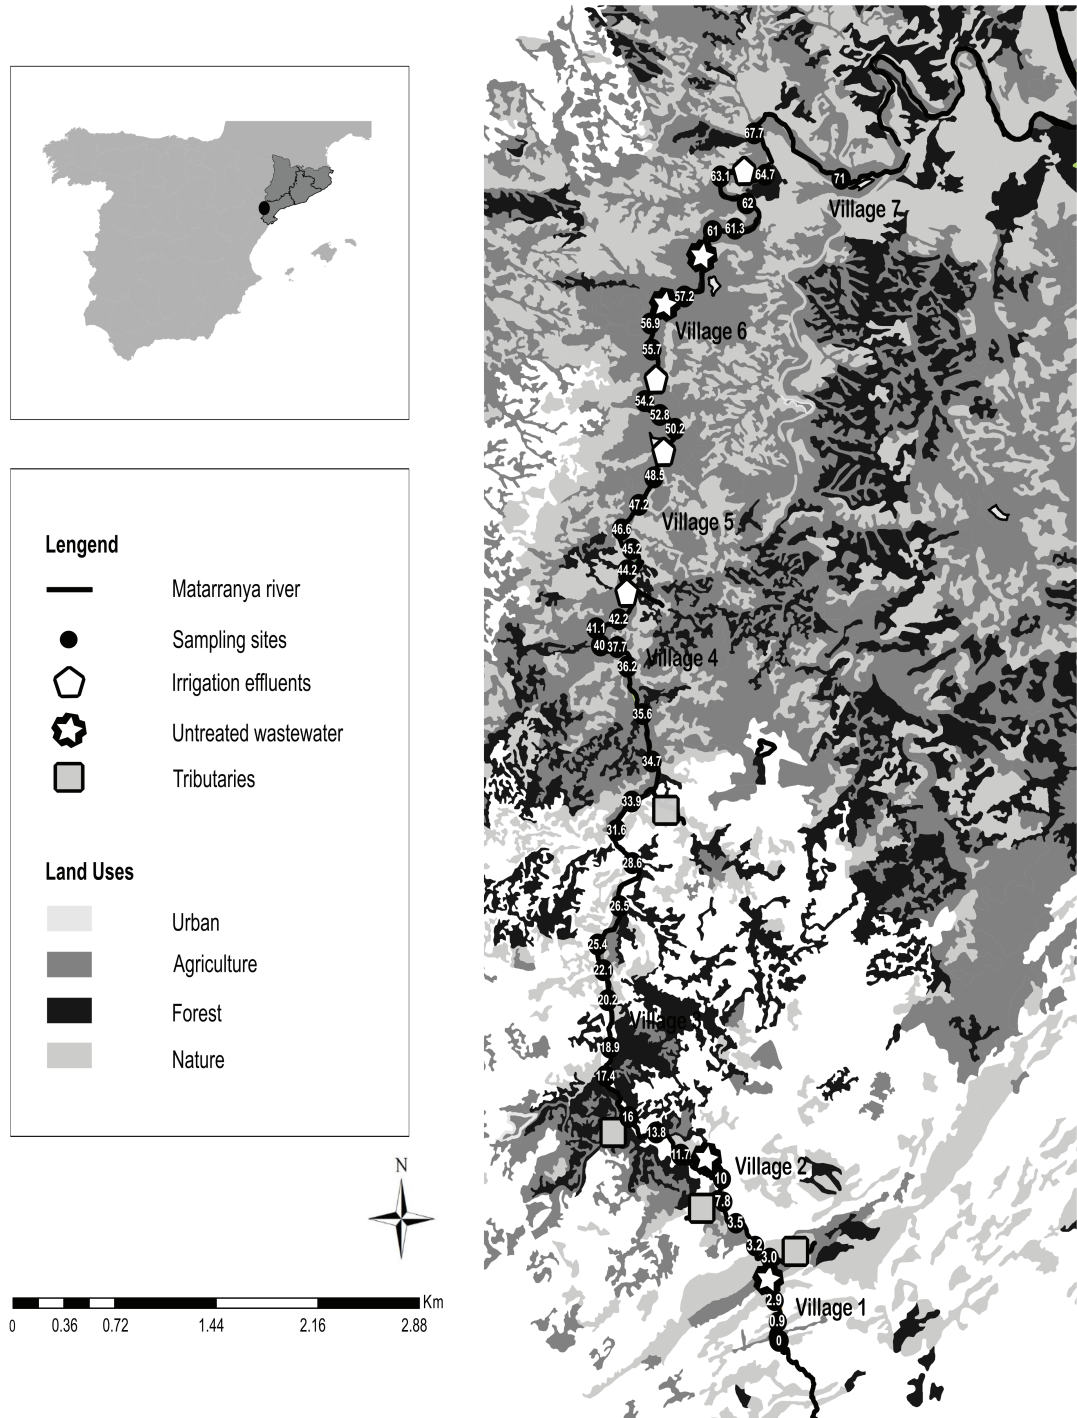 Lengend
Matarranya river
Sampling sites
Irrigation effluents
Untreated wastewater
Tributaries
Land Uses
Urban
Agriculture
Forest
Nature
N
Km
0 0.36 0.72 1.44 2.16 2.88
67.7
63.1
64.7
71
62
Village 7
61
61.3
57.2
56.9
Village 6
55.7
54.2
52.8
50.2
48.5
47.2
Village 5
46.6
45.2
44.2
42.2
41.1
40
37.7
Village 4
36.2
35.6
34.7
33.9
31.6
28.6
26.5
25.4
22.1
20.2
Village 3
18.9
17.4
16
13.8
11.7
Village 2
10
7.8
3.5
3.2
3.0
2.9
Village 1
0.9
0